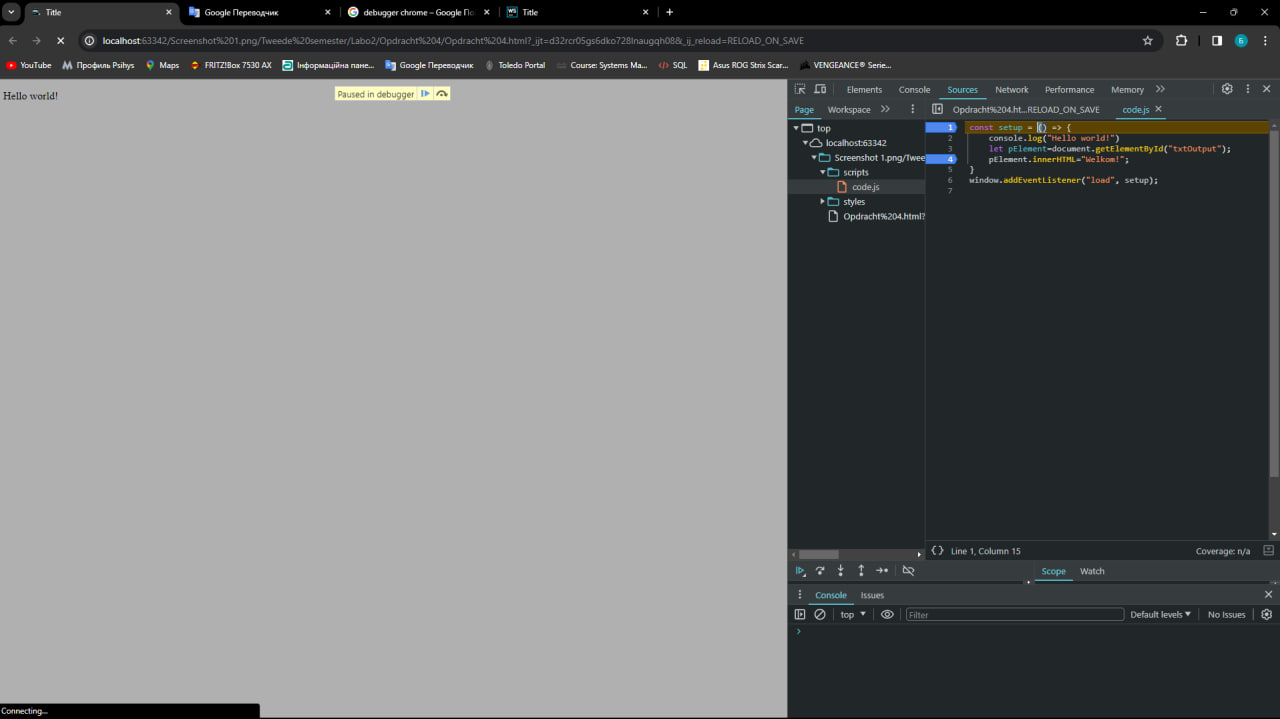 Title
Google Переводчик
debugger chrome – Google По
Title
localhost:63342/Screenshot%201.png/Tweede%20semester/Labo2/Opdracht%204/Opdracht%204.html?_ijt=d32rcr05gs6dko728lnaugqh08&_ij_reload=RELOAD_ON_SAVE
6
YouTube
Профиль Psihys
Maps
FRITZ!Box 7530 AX
Інформаційна пане...
Google Переводчик
Toledo Portal
Course: Systems Ma...
SQL
Asus ROG Strix Scar...
VENGEANCE® Serie...
Hello world!
Paused in debugger
Elements Console Sources Network Performance Memory
Page Workspace
Opdracht%204.ht...RELOAD_ON_SAVE code.js
top
localhost:63342
Screenshot 1.png/Twee
scripts
code.js
styles
Opdracht%204.html?
1 const setup = () => {
2 console.log("Hello world!")
3 let pElement=document.getElementById("txtOutput");
4 pElement.innerHTML="Welkom!";
5 }
6 window.addEventListener("load", setup);
7
{} Line 1, Column 15 Coverage: n/a
Scope Watch
Console Issues
top Filter Default levels No Issues
Connecting...